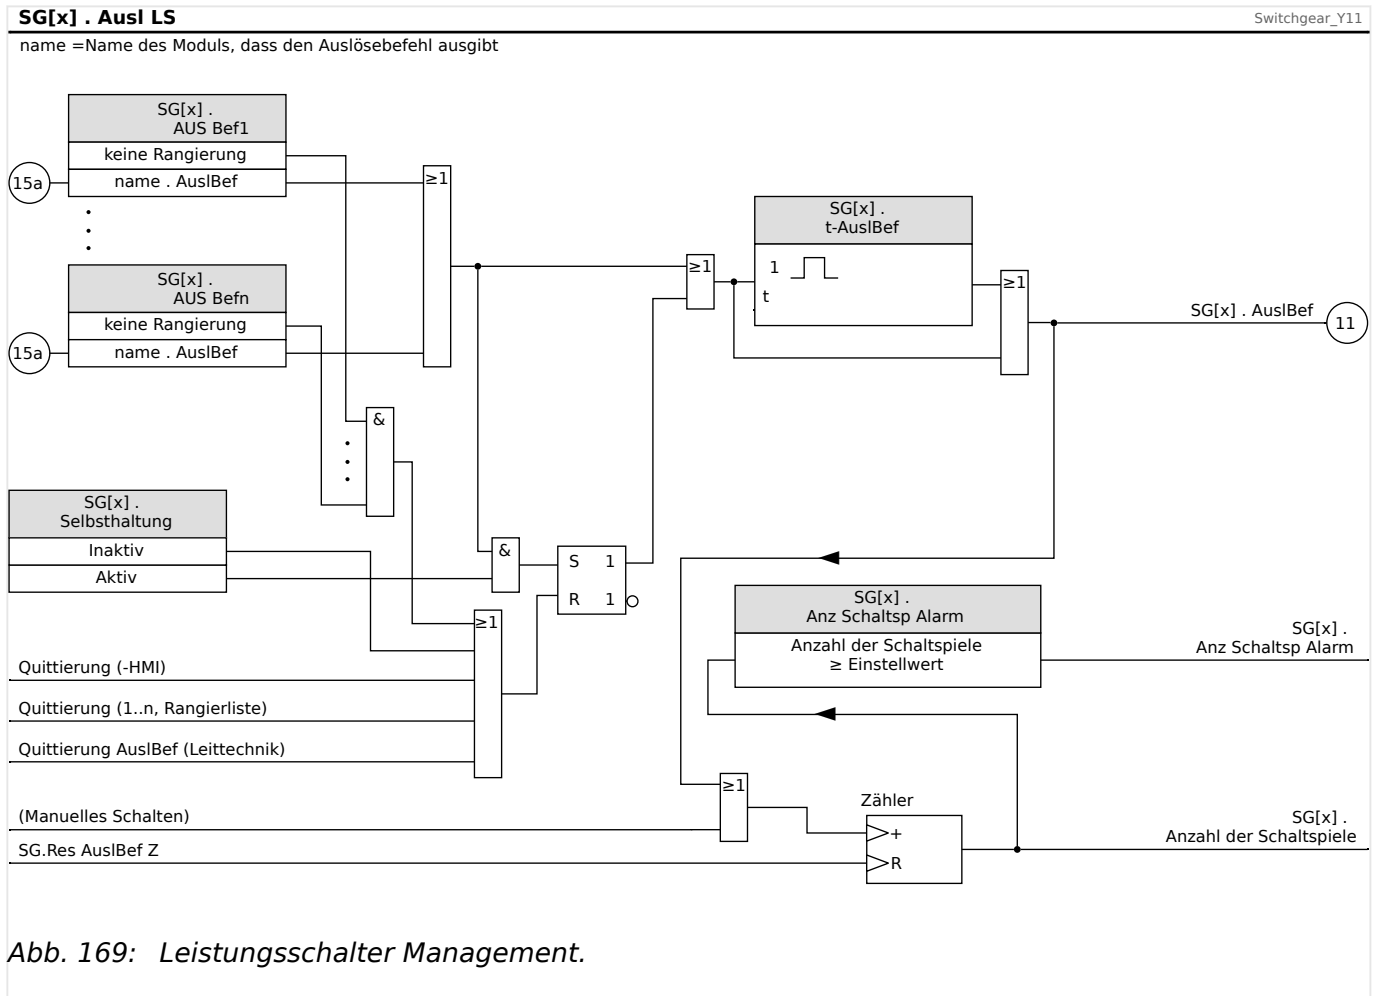 SG[x] . Ausl LS
Switchgear_Y11
name =Name des Moduls, dass den Auslösebefehl ausgibt
SG[x] .
AUS Bef1
keine Rangierung
15a
name . AuslBef
≥1
SG[x] .
t-AuslBef
1
t
≥1
≥1
SG[x] .
AUS Befn
keine Rangierung
15a
name . AuslBef
SG[x] . AuslBef
11
&
SG[x] .
Selbsthaltung
Inaktiv
Aktiv
&
S 1
R 1
≥1
Quittierung (-HMI)
Quittierung (1..n, Rangierliste)
Quittierung AuslBef (Leittechnik)
SG[x] .
Anz Schaltsp Alarm
Anzahl der Schaltspiele
≥ Einstellwert
SG[x] .
Anz Schaltsp Alarm
≥1
(Manuelles Schalten)
SG.Res AuslBef Z
Zähler
+
R
SG[x] .
Anzahl der Schaltspiele
Abb. 169: Leistungsschalter Management.